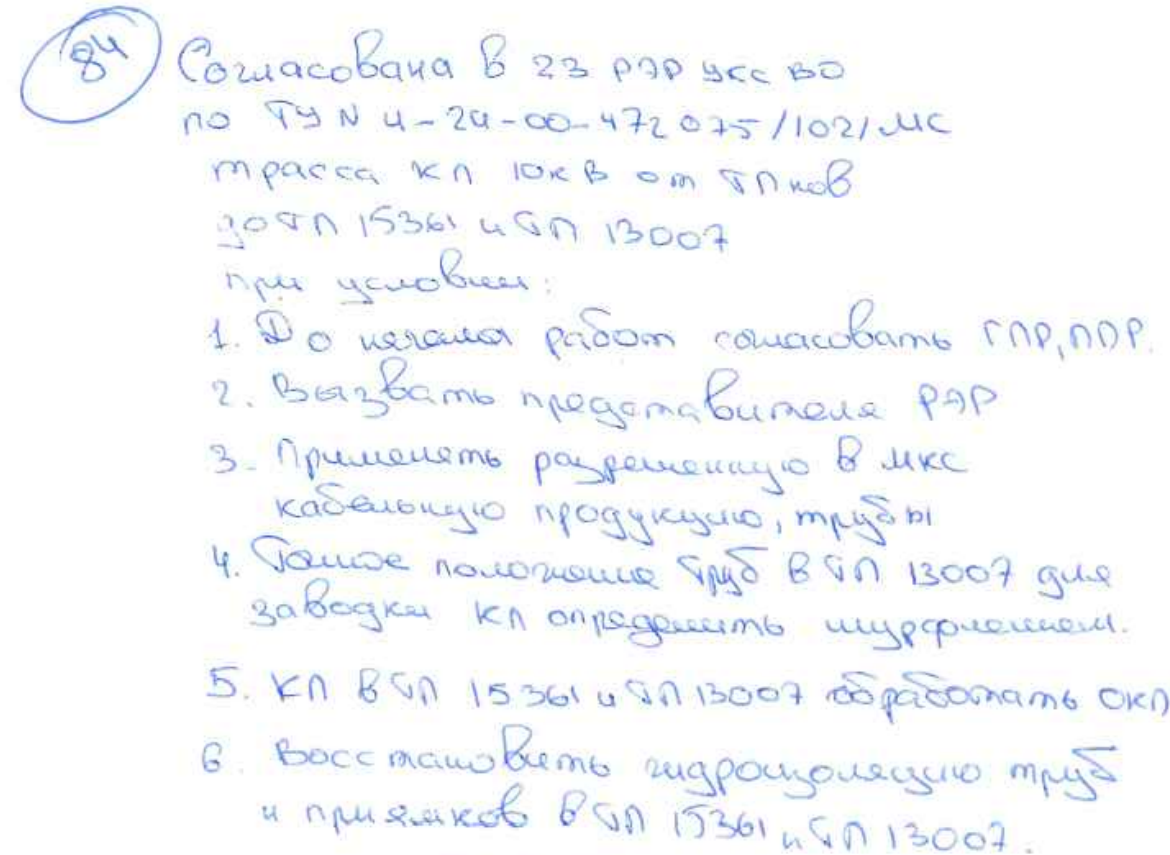 84
Согласована в 23 РЭР УКС ВО
по ТУ N И-24-00-472075/102/МС
трасса КЛ 10кВ от ТПнов
до ТП 15361 и ТП 13007
при условии:
1. До начала работ согласовать ГПР, ППР.
2. Вызвать представителя РЭР
3. Применять разрешенную в МКС
кабельную продукцию, трубы
4. Точное положение труб в ТП 13007 для
заводки КЛ определить шурфлением.
5. КЛ в ТП 15361 и ТП 13007 обработать ОКП
6. Восстановить гидроизоляцию труб
и приямков в ТП 15361 и ТП 13007.